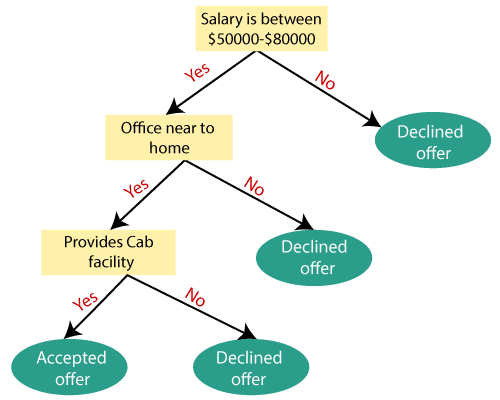 Salary is between
$50000-$80000
Yes
No
Office near to
home
Declined
offer
Yes
No
Provides Cab
facility
Declined
offer
Yes
No
Accepted
offer
Declined
offer